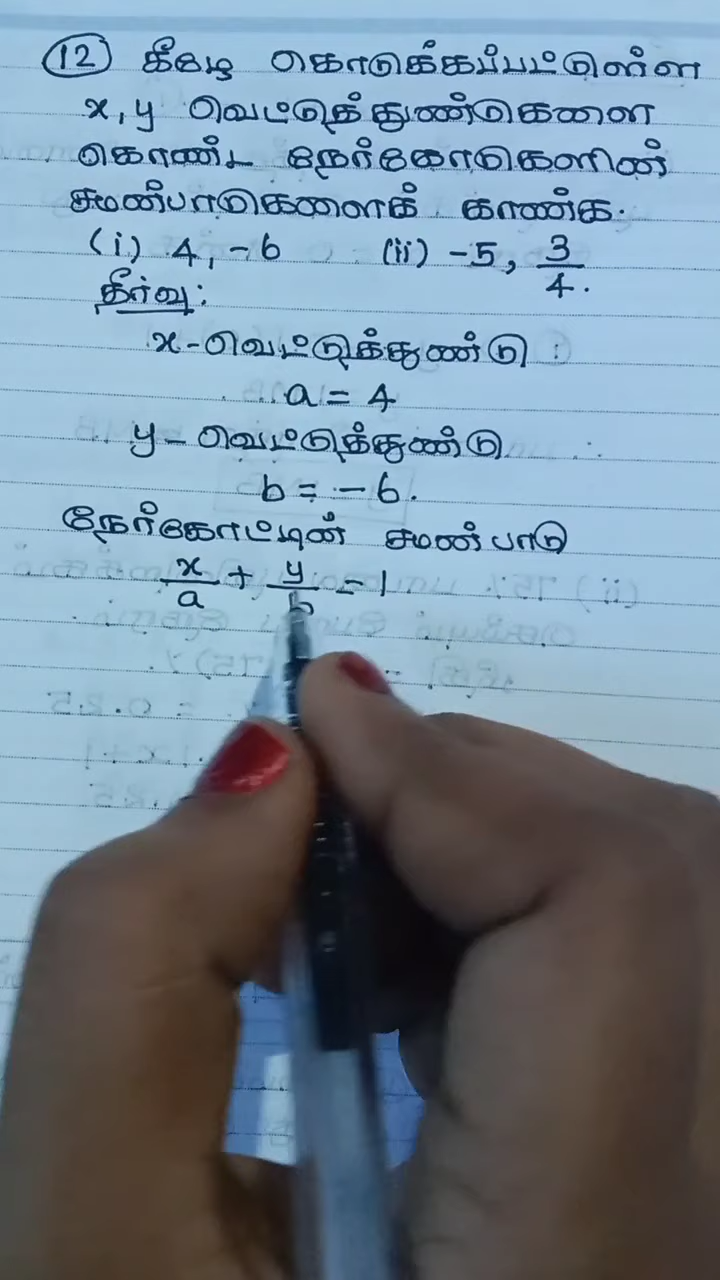 (12) கீழே கொடுக்கப்பட்டுள்ள
x, y வெட்டுத்துண்டுகளை
கொண்ட நேர்கோடுகளின்
சமன்பாடுகளைக் காண்க.
(i) 4, -6 (ii) -5, 3/4.
தீர்வு:
x-வெட்டுத்துண்டு
a = 4
y- வெட்டுத்துண்டு
b = -6.
நேர்கோட்டின் சமன்பாடு
x/a + y/b = 1